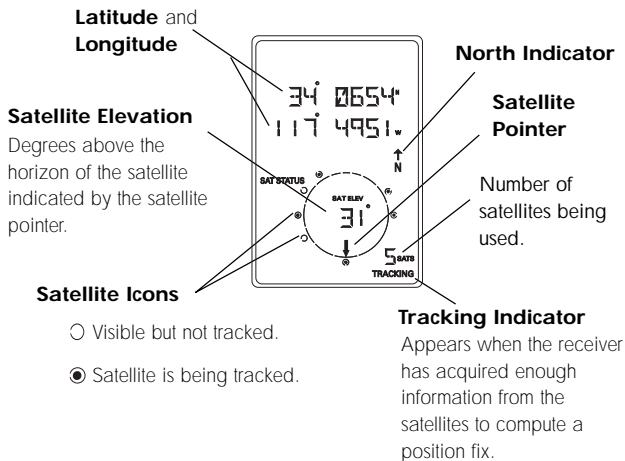 Latitude and
Longitude
North Indicator
34° 0654 N
117° 4951 W
Satellite
Pointer
Satellite Elevation
Degrees above the
horizon of the satellite
indicated by the satellite
pointer.
N
SAT STATUS
SAT ELEV
31°
Number of
satellites being
used.
5 SATS
TRACKING
Satellite Icons
Visible but not tracked.
Satellite is being tracked.
Tracking Indicator
Appears when the receiver
has acquired enough
information from the
satellites to compute a
position fix.